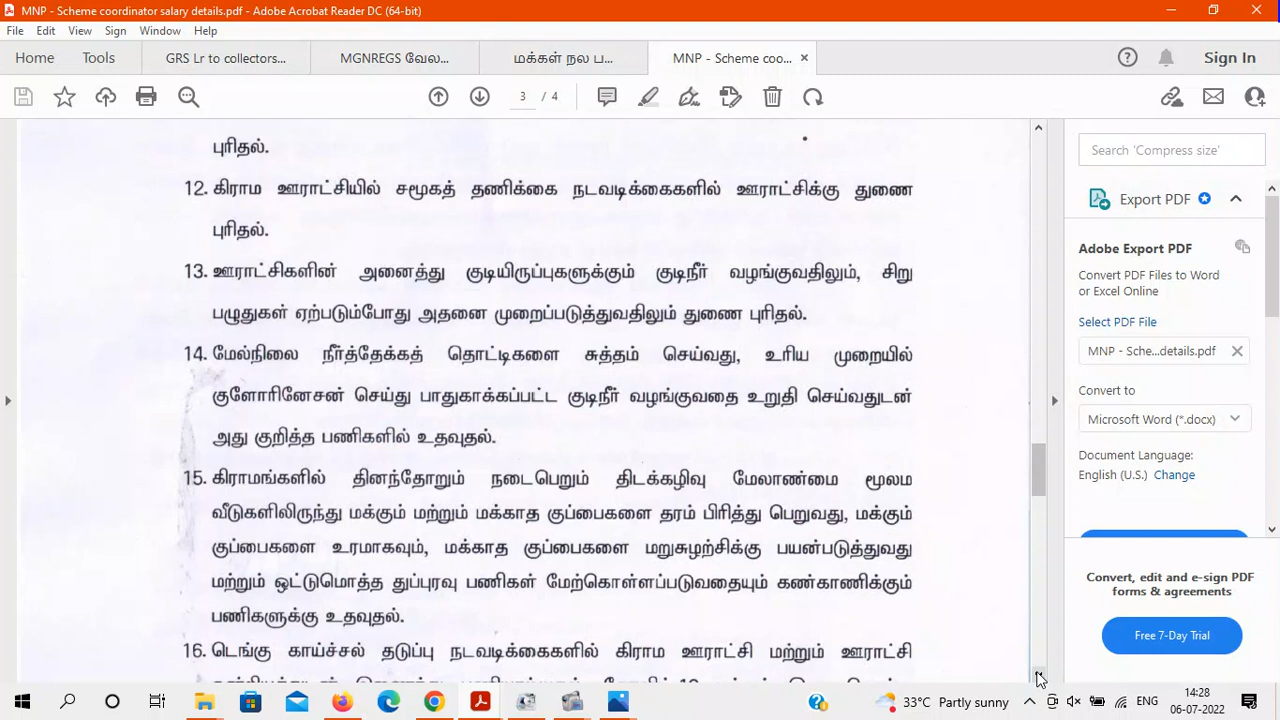 MNP - Scheme coordinator salary details.pdf - Adobe Acrobat Reader DC (64-bit)
File Edit View Sign Window Help
Home Tools GRS Lr to collectors... MGNREGS வேல... மக்கள் நல ப... MNP - Scheme coo... Sign In
3 / 4
Search 'Compress size'
Export PDF
Adobe Export PDF
Convert PDF Files to Word
or Excel Online
Select PDF File
MNP - Sche...details.pdf
Convert to
Microsoft Word (*.docx)
Document Language:
English (U.S.) Change
Convert, edit and e-sign PDF
forms & agreements
Free 7-Day Trial
புரிதல்.
12. கிராம ஊராட்சியில் சமூகத் தணிக்கை நடவடிக்கைகளில் ஊராட்சிக்கு துணை
புரிதல்.
13. ஊராட்சிகளின் அனைத்து குடியிருப்புகளுக்கும் குடிநீர் வழங்குவதிலும், சிறு
பழுதுகள் ஏற்படும்போது அதனை முறைப்படுத்துவதிலும் துணை புரிதல்.
14. மேல்நிலை நீர்த்தேக்கத் தொட்டிகளை சுத்தம் செய்வது, உரிய முறையில்
குளோரினேசன் செய்து பாதுகாக்கப்பட்ட குடிநீர் வழங்குவதை உறுதி செய்வதுடன்
அது குறித்த பணிகளில் உதவுதல்.
15. கிராமங்களில் தினந்தோறும் நடைபெறும் திடக்கழிவு மேலாண்மை மூலம
வீடுகளிலிருந்து மக்கும் மற்றும் மக்காத குப்பைகளை தரம் பிரித்து பெறுவது, மக்கும்
குப்பைகளை உரமாகவும், மக்காத குப்பைகளை மறுசுழற்சிக்கு பயன்படுத்துவது
மற்றும் ஒட்டுமொத்த துப்புரவு பணிகள் மேற்கொள்ளப்படுவதையும் கண்காணிக்கும்
பணிகளுக்கு உதவுதல்.
16. டெங்கு காய்ச்சல் தடுப்பு நடவடிக்கைகளில் கிராம ஊராட்சி மற்றும் ஊராட்சி
33°C Partly sunny ENG 14:28
06-07-2022